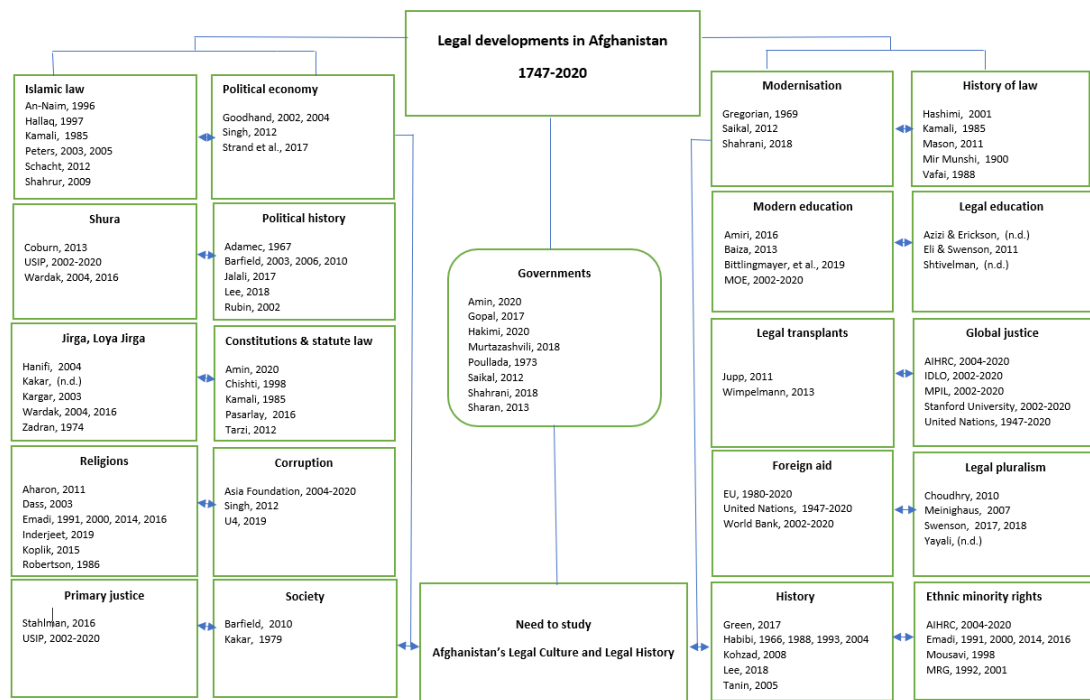 Legal developments in Afghanistan
1747-2020
Islamic law
An-Naim, 1996
Hallaq, 1997
Kamali, 1985
Peters, 2003, 2005
Schacht, 2012
Shahrur, 2009
Political economy
Goodhand, 2002, 2004
Singh, 2012
Strand et al., 2017
Shura
Coburn, 2013
USIP, 2002-2020
Wardak, 2004, 2016
Political history
Adamec, 1967
Barfield, 2003, 2006, 2010
Jalali, 2017
Lee, 2018
Rubin, 2002
Jirga, Loya Jirga
Hanifi, 2004
Kakar, (n.d.)
Kargar, 2003
Wardak, 2004, 2016
Zadran, 1974
Constitutions & statute law
Amin, 2020
Chishti, 1998
Kamali, 1985
Pasarlay, 2016
Tarzi, 2012
Religions
Aharon, 2011
Dass, 2003
Emadi, 1991, 2000, 2014, 2016
Inderjeet, 2019
Koplik, 2015
Robertson, 1986
Corruption
Asia Foundation, 2004-2020
Singh, 2012
U4, 2019
Primary justice
Stahlman, 2016
USIP, 2002-2020
Society
Barfield, 2010
Kakar, 1979
Governments
Amin, 2020
Gopal, 2017
Hakimi, 2020
Murtazashvili, 2018
Poullada, 1973
Saikal, 2012
Shahrani, 2018
Sharan, 2013
Need to study
Afghanistan's Legal Culture and Legal History
Modernisation
Gregorian, 1969
Saikal, 2012
Shahrani, 2018
History of law
Hashimi, 2001
Kamali, 1985
Mason, 2011
Mir Munshi, 1900
Vafai, 1988
Modern education
Amiri, 2016
Baiza, 2013
Bittlingmayer, et al., 2019
MOE, 2002-2020
Legal education
Azizi & Erickson, (n.d.)
Eli & Swenson, 2011
Shtivelman, (n.d.)
Legal transplants
Jupp, 2011
Wimpelmann, 2013
Global justice
AIHRC, 2004-2020
IDLO, 2002-2020
MPIL, 2002-2020
Stanford University, 2002-2020
United Nations, 1947-2020
Foreign aid
EU, 1980-2020
United Nations, 1947-2020
World Bank, 2002-2020
Legal pluralism
Choudhry, 2010
Meinighaus, 2007
Swenson, 2017, 2018
Yayali, (n.d.)
History
Green, 2017
Habibi, 1966, 1988, 1993, 2004
Kohzad, 2008
Lee, 2018
Tanin, 2005
Ethnic minority rights
AIHRC, 2004-2020
Emadi, 1991, 2000, 2014, 2016
Mousavi, 1998
MRG, 1992, 2001